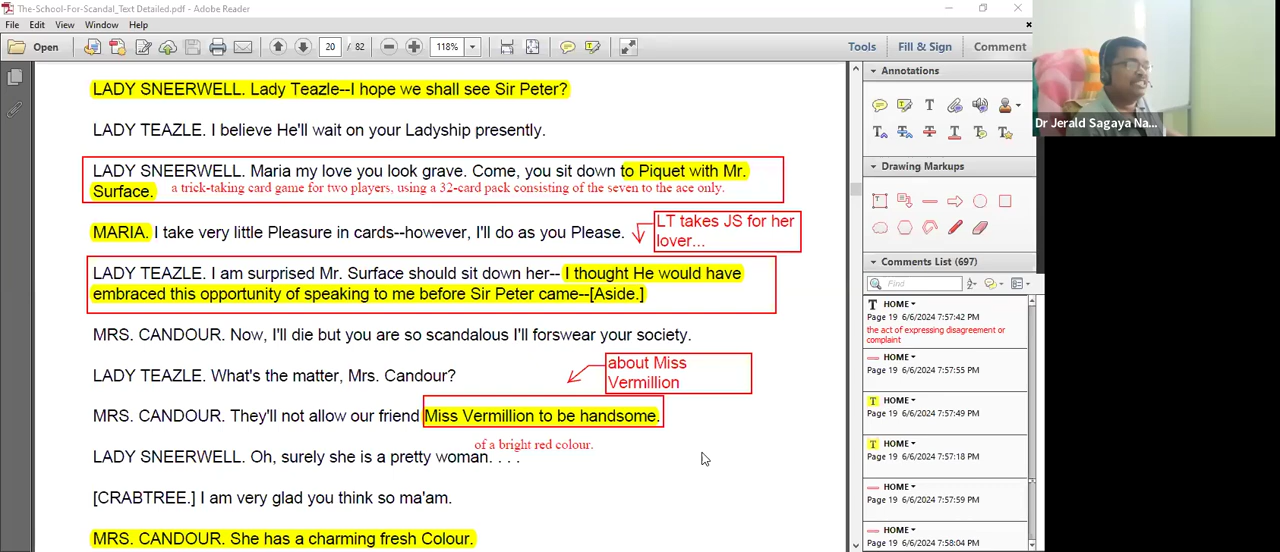 The-School-For-Scandal_Text Detailed.pdf - Adobe Reader
File Edit View Window Help
Open 20 / 82 118% Tools Fill & Sign Comment
LADY SNEERWELL. Lady Teazle--I hope we shall see Sir Peter?
LADY TEAZLE. I believe He'll wait on your Ladyship presently.
LADY SNEERWELL. Maria my love you look grave. Come, you sit down to Piquet with Mr.
Surface. a trick-taking card game for two players, using a 32-card pack consisting of the seven to the ace only.
MARIA. I take very little Pleasure in cards--however, I'll do as you Please.
LT takes JS for her
lover...
LADY TEAZLE. I am surprised Mr. Surface should sit down her-- I thought He would have
embraced this opportunity of speaking to me before Sir Peter came--[Aside.]
MRS. CANDOUR. Now, I'll die but you are so scandalous I'll forswear your society.
about Miss
Vermillion
LADY TEAZLE. What's the matter, Mrs. Candour?
MRS. CANDOUR. They'll not allow our friend Miss Vermillion to be handsome.
of a bright red colour.
LADY SNEERWELL. Oh, surely she is a pretty woman. . . .
[CRABTREE.] I am very glad you think so ma'am.
MRS. CANDOUR. She has a charming fresh Colour.
Annotations
Drawing Markups
Comments List (697)
Find
HOME
Page 19 6/6/2024 7:57:42 PM
the act of expressing disagreement or
complaint
HOME
Page 19 6/6/2024 7:57:55 PM
HOME
Page 19 6/6/2024 7:57:49 PM
HOME
Page 19 6/6/2024 7:57:18 PM
HOME
Page 19 6/6/2024 7:57:59 PM
HOME
Page 19 6/6/2024 7:58:04 PM
Dr Jerald Sagaya Na...